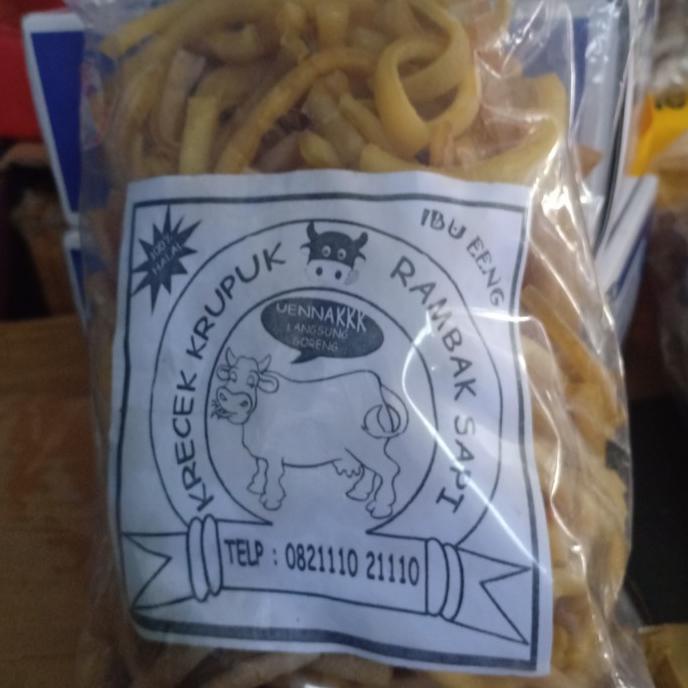 100% HALAL
IBU EENG
KRECEK KRUPUK RAMBAK SAPI
UENNAKKK
LANGSUNG
GORENG
TELP : 0821110 21110